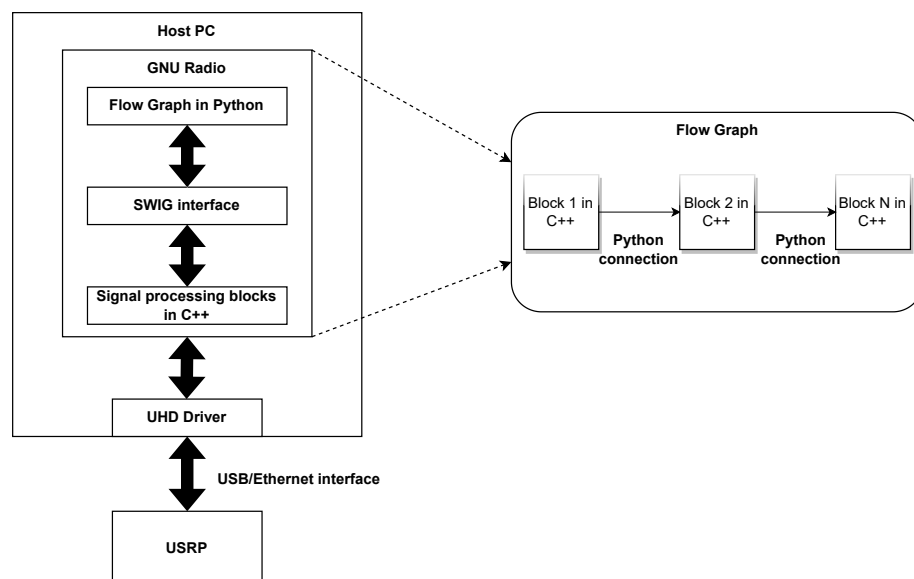 Host PC
GNU Radio
Flow Graph in Python
SWIG interface
Signal processing blocks
in C++
UHD Driver
USB/Ethernet interface
USRP
Flow Graph
Block 1 in
C++
Python
connection
Block 2 in
C++
Python
connection
Block N in
C++